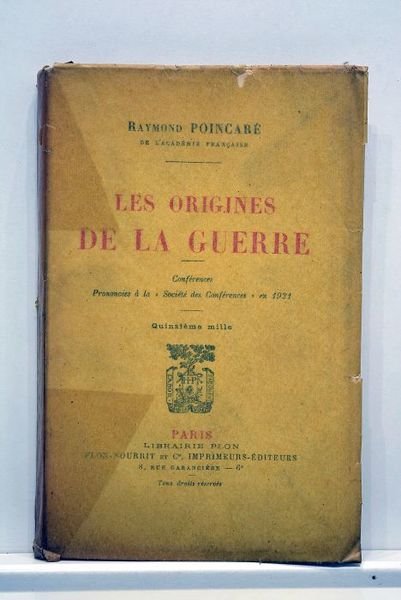 RAYMOND POINCARÉ
DE L'ACADÉMIE FRANÇAISE
LES ORIGINES
DE LA GUERRE
Conférences
Prononcées à la « Société des Conférences » en 1921
Quinzième mille
PARIS
LIBRAIRIE PLON
PLON-NOURRIT ET Cie, IMPRIMEURS-ÉDITEURS
8, RUE GARANCIÈRE — 6e
Tous droits réservés